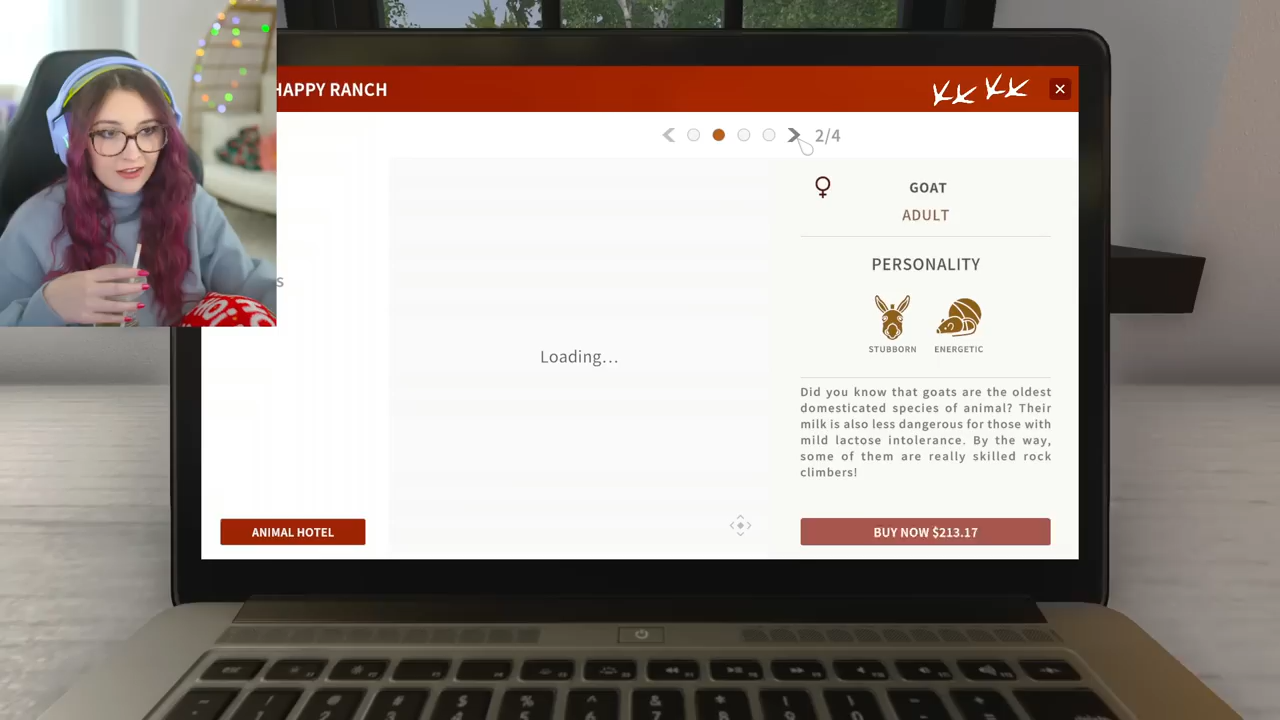 HAPPY RANCH
2/4
GOAT
ADULT
PERSONALITY
STUBBORN
ENERGETIC
S
Loading...
Did you know that goats are the oldest
domesticated species of animal? Their
milk is also less dangerous for those with
mild lactose intolerance. By the way,
some of them are really skilled rock
climbers!
ANIMAL HOTEL
BUY NOW $213.17
HO!